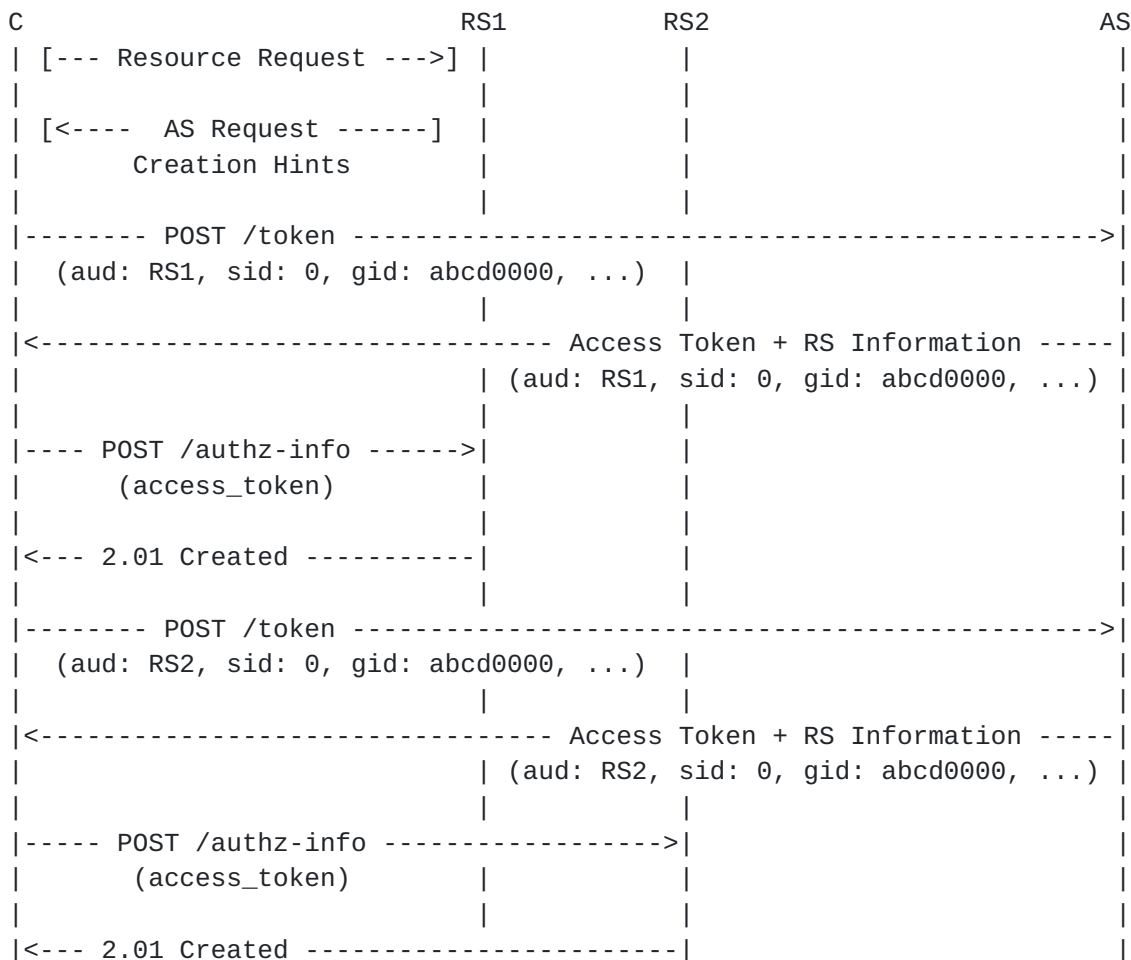 C                             RS1          RS2                         AS
| [--- Resource Request --->] |            |                           |
|                             |            |                           |
| [<----  AS Request ------]  |            |                           |
|       Creation Hints        |            |                           |
|                             |            |                           |
|-------- POST /token ------------------------------------------------>|
|  (aud: RS1, sid: 0, gid: abcd0000, ...)  |                           |
|                             |            |                           |
|<--------------------------------- Access Token + RS Information -----|
|                             | (aud: RS1, sid: 0, gid: abcd0000, ...) |
|                             |            |                           |
|---- POST /authz-info ------>|            |                           |
|      (access_token)         |            |                           |
|                             |            |                           |
|<--- 2.01 Created -----------|            |                           |
|                             |            |                           |
|-------- POST /token ------------------------------------------------>|
|  (aud: RS2, sid: 0, gid: abcd0000, ...)  |                           |
|                             |            |                           |
|<--------------------------------- Access Token + RS Information -----|
|                             | (aud: RS2, sid: 0, gid: abcd0000, ...) |
|                             |            |                           |
|----- POST /authz-info ------------------>|                           |
|       (access_token)        |            |                           |
|                             |            |                           |
|<--- 2.01 Created ------------------------|                           |